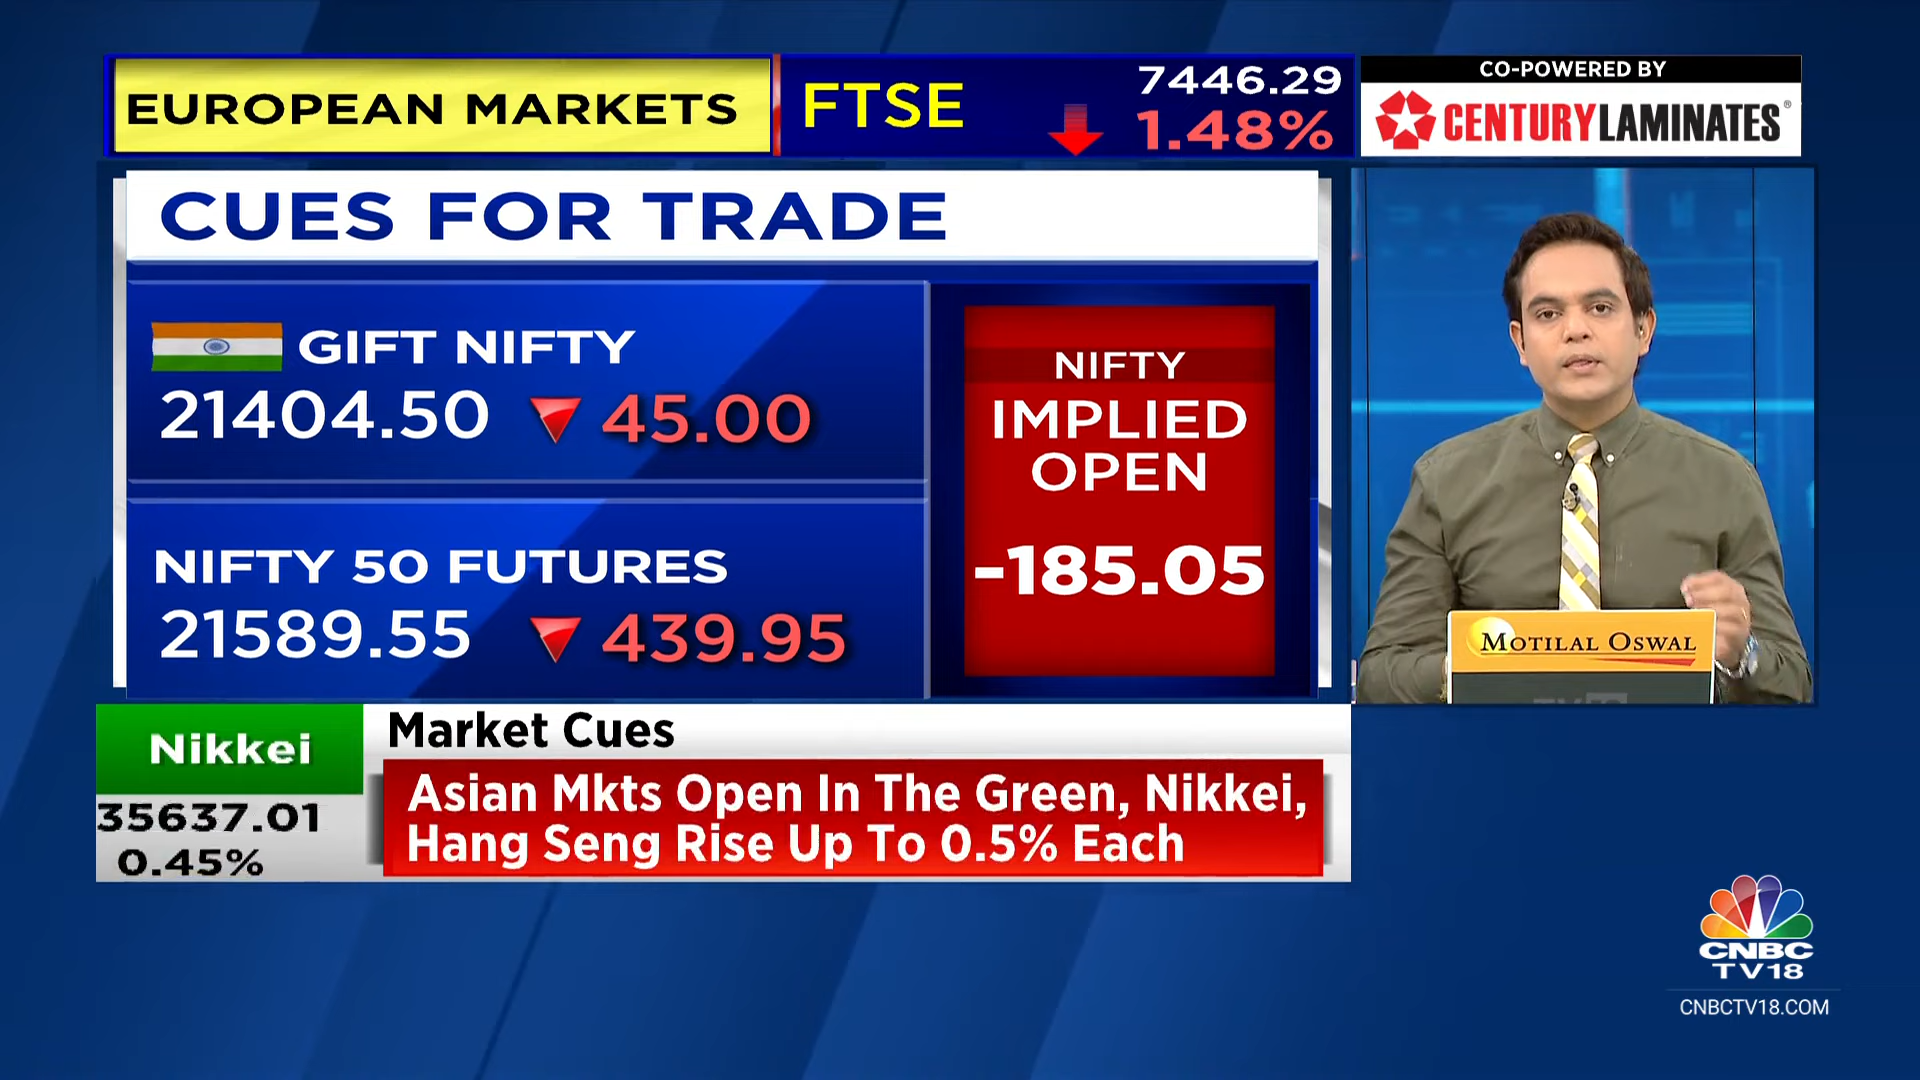 EUROPEAN MARKETS
FTSE
7446.29
1.48%
CO-POWERED BY
CENTURYLAMINATES®
CUES FOR TRADE
GIFT NIFTY
21404.50 45.00
NIFTY 50 FUTURES
21589.55 439.95
NIFTY
IMPLIED
OPEN
-185.05
MOTILAL OSWAL
TV18
Nikkei
35637.01
0.45%
Market Cues
Asian Mkts Open In The Green, Nikkei,
Hang Seng Rise Up To 0.5% Each
CNBC
TV18
CNBCTV18.COM